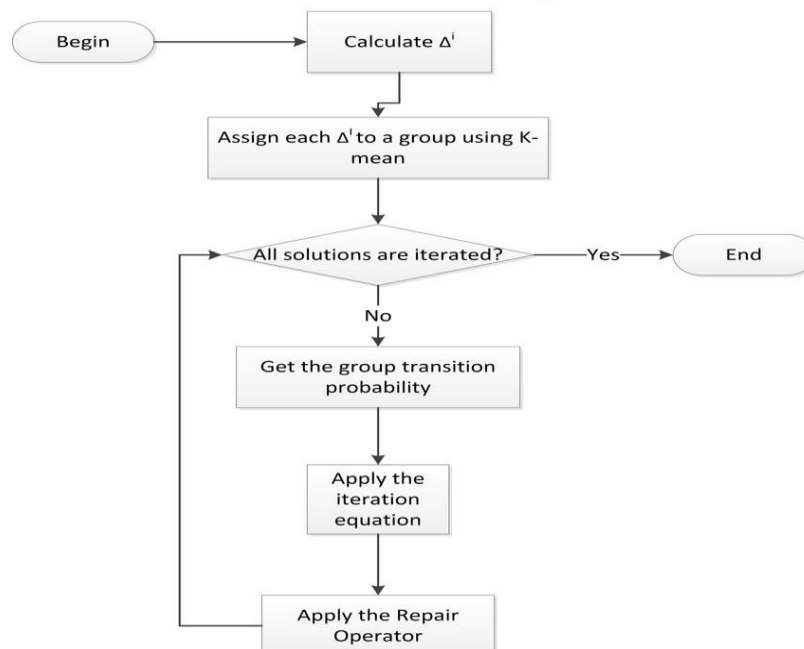 Begin
Calculate Δⁱ
Assign each Δⁱ to a group using K-
mean
All solutions are iterated?
Yes
End
No
Get the group transition
probability
Apply the
iteration
equation
Apply the Repair
Operator